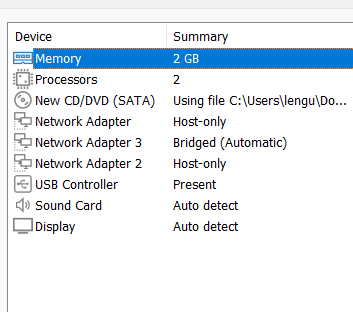 Device Summary
Memory 2 GB
Processors 2
New CD/DVD (SATA) Using file C:\Users\lengu\Do...
Network Adapter Host-only
Network Adapter 3 Bridged (Automatic)
Network Adapter 2 Host-only
USB Controller Present
Sound Card Auto detect
Display Auto detect